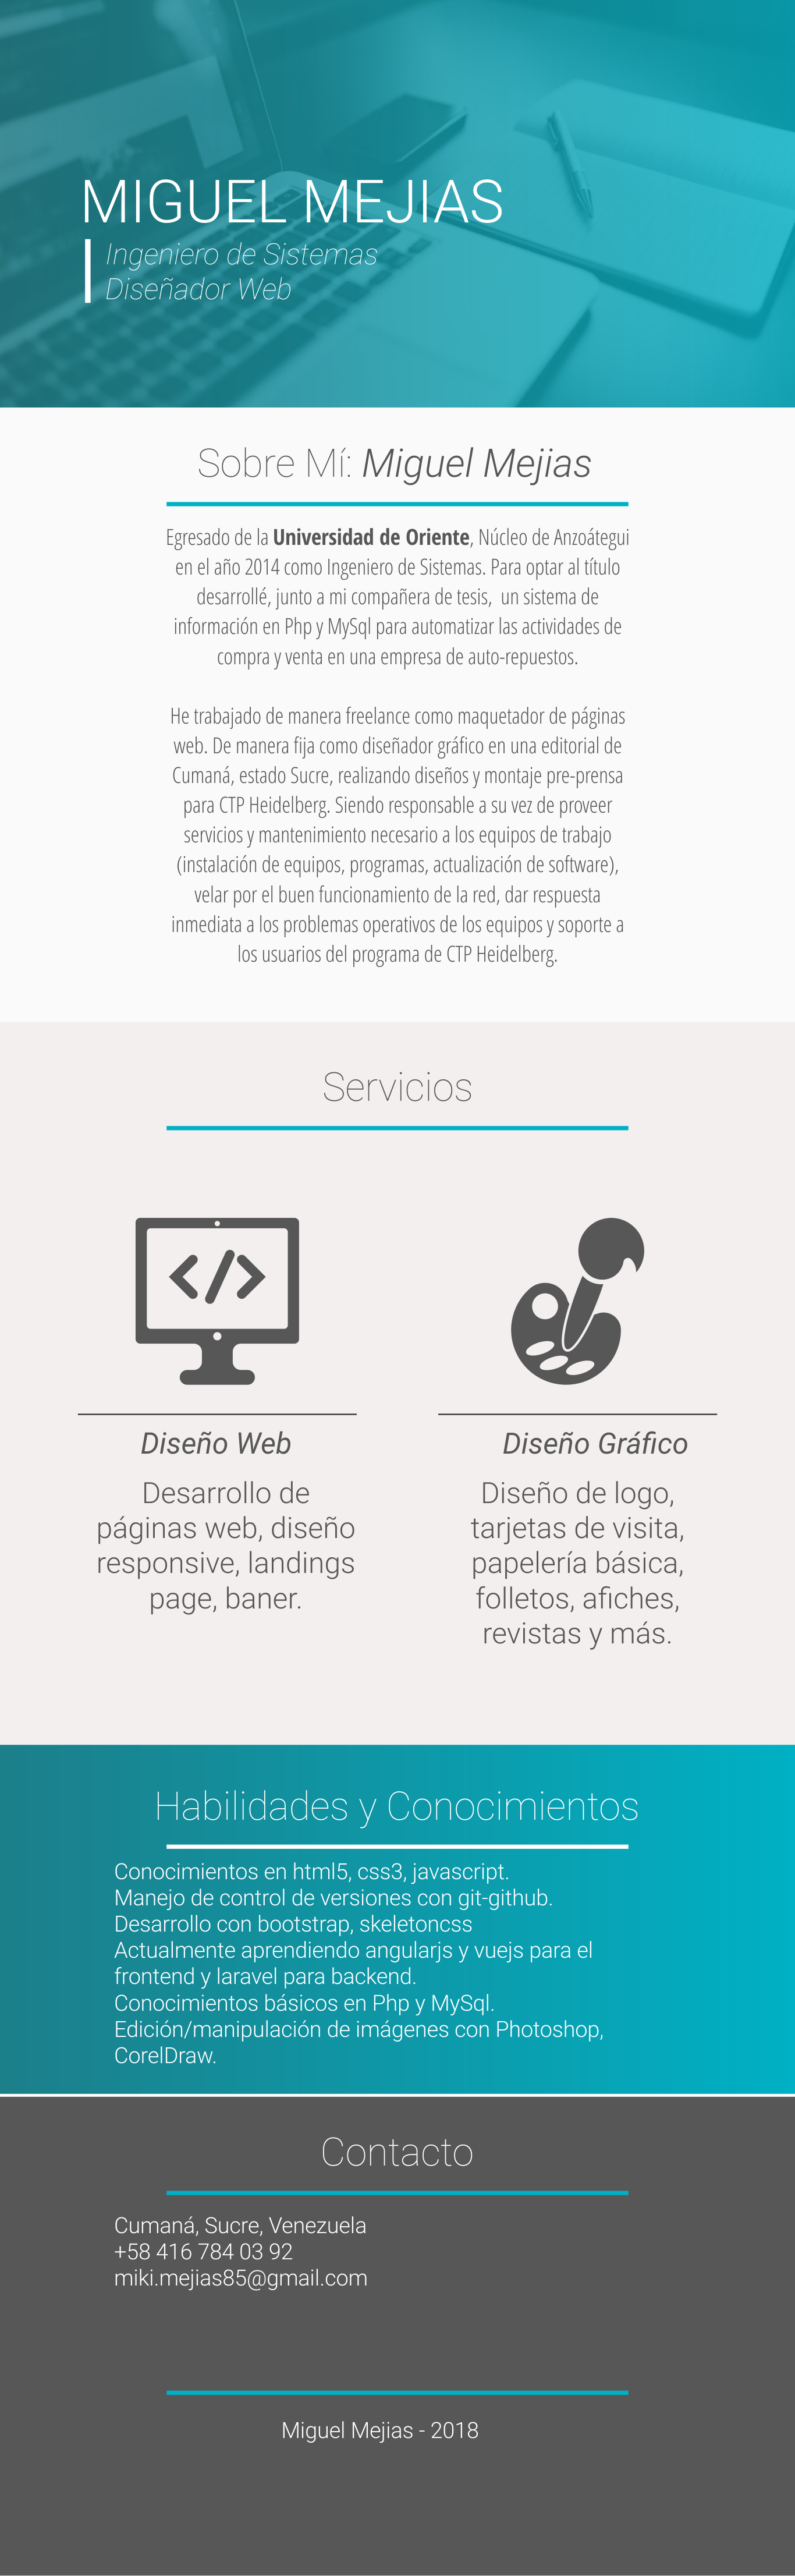 MIGUEL MEJIAS
Ingeniero de Sistemas
Diseñador Web
Sobre Mí: Miguel Mejias
Egresado de la Universidad de Oriente, Núcleo de Anzoátegui
en el año 2014 como Ingeniero de Sistemas. Para optar al título
desarrollé, junto a mi compañera de tesis, un sistema de
información en Php y MySql para automatizar las actividades de
compra y venta en una empresa de auto-repuestos.
He trabajado de manera freelance como maquetador de páginas
web. De manera fija como diseñador gráfico en una editorial de
Cumaná, estado Sucre, realizando diseños y montaje pre-prensa
para CTP Heidelberg. Siendo responsable a su vez de proveer
servicios y mantenimiento necesario a los equipos de trabajo
(instalación de equipos, programas, actualización de software),
velar por el buen funcionamiento de la red, dar respuesta
inmediata a los problemas operativos de los equipos y soporte a
los usuarios del programa de CTP Heidelberg.
Servicios
</>
Diseño Web
Desarrollo de
páginas web, diseño
responsive, landings
page, baner.
Diseño Gráfico
Diseño de logo,
tarjetas de visita,
papelería básica,
folletos, afiches,
revistas y más.
Habilidades y Conocimientos
Conocimientos en html5, css3, javascript.
Manejo de control de versiones con git-github.
Desarrollo con bootstrap, skeletoncss
Actualmente aprendiendo angularjs y vuejs para el
frontend y laravel para backend.
Conocimientos básicos en Php y MySql.
Edición/manipulación de imágenes con Photoshop,
CorelDraw.
Contacto
Cumaná, Sucre, Venezuela
+58 416 784 03 92
miki.mejias85@gmail.com
Miguel Mejias - 2018